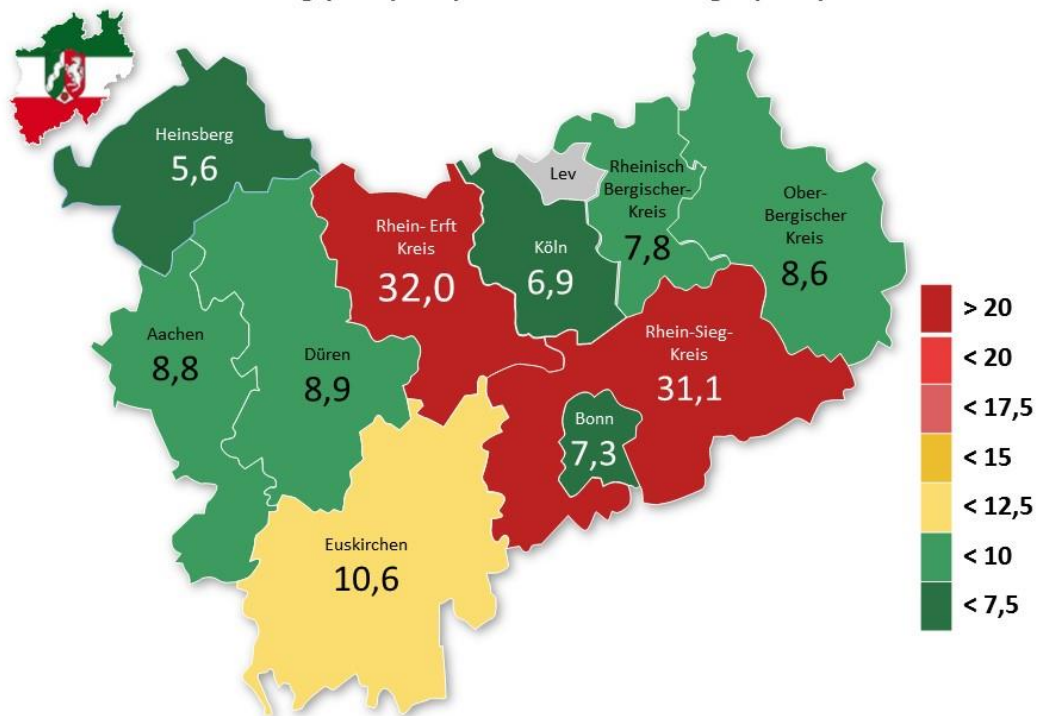 Heinsberg
5,6
Rhein- Erft
Kreis
32,0
Lev
Köln
6,9
Rheinisch
Bergischer-
Kreis
7,8
Ober-
Bergischer
Kreis
8,6
Aachen
8,8
Düren
8,9
Rhein-Sieg-
Kreis
31,1
Bonn
7,3
Euskirchen
10,6
> 20
< 20
< 17,5
< 15
< 12,5
< 10
< 7,5